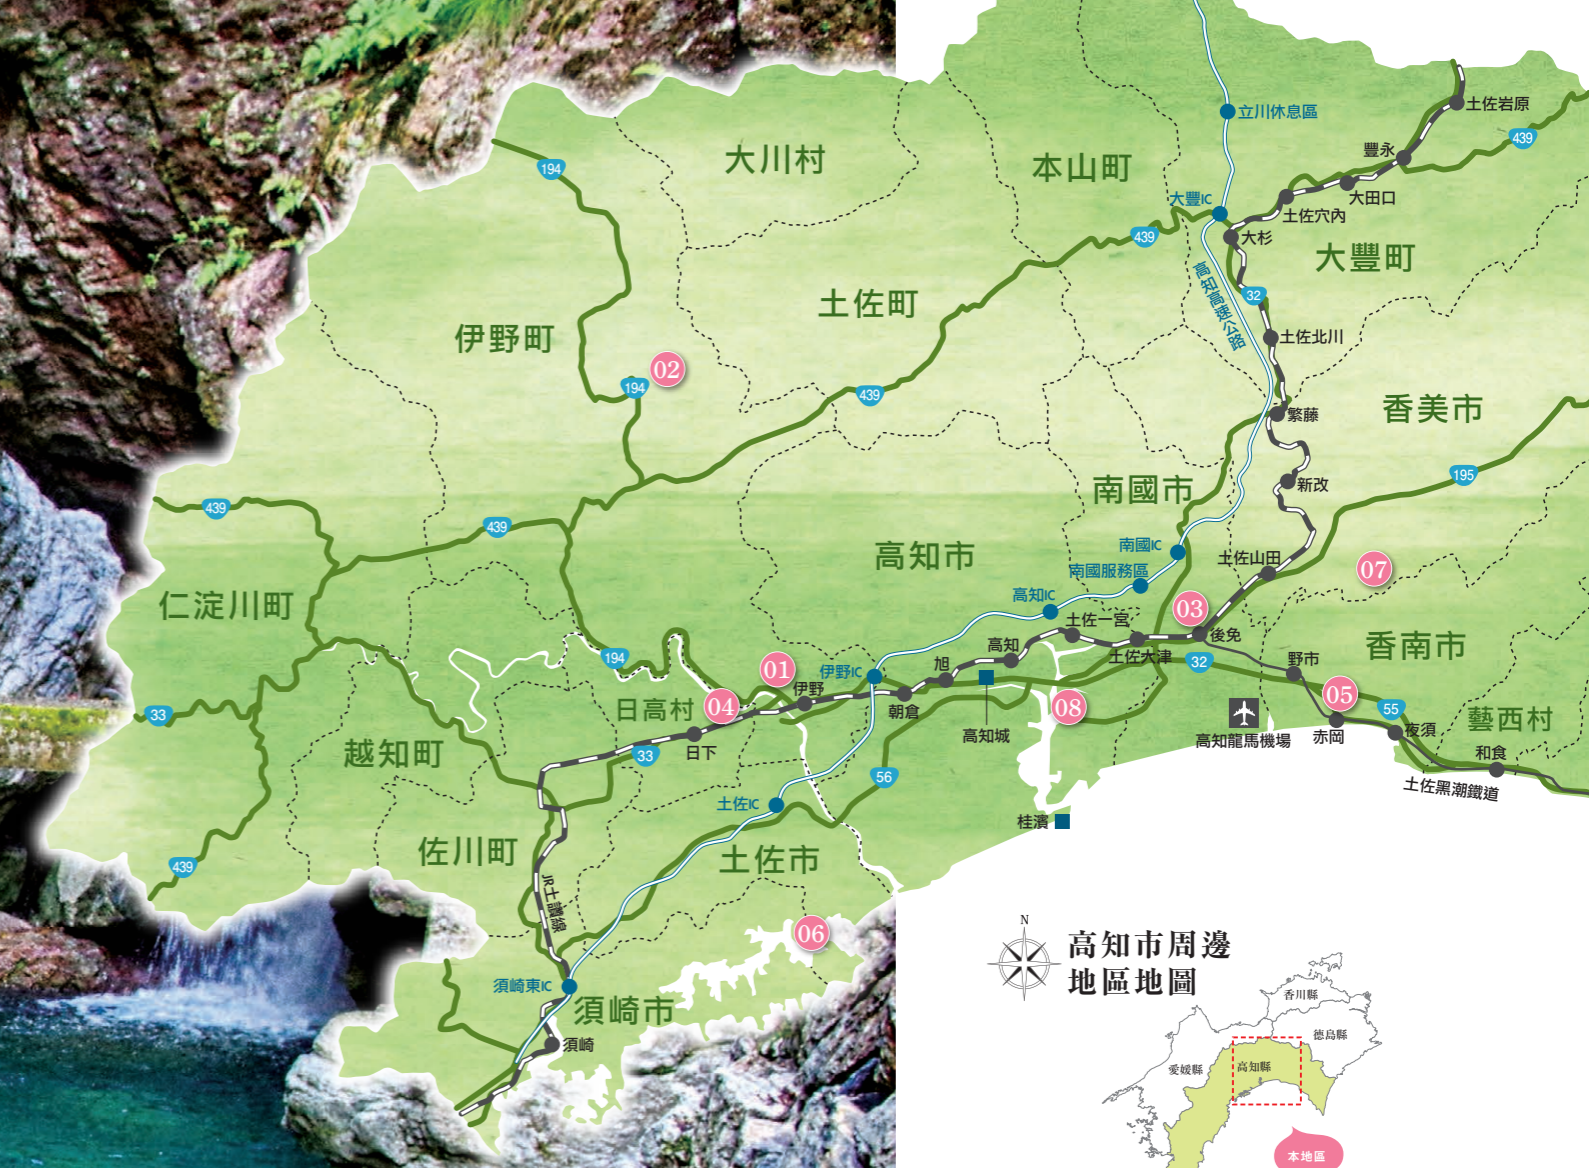 立川休息區
土佐岩原
439
豐永
194
大川村
本山町
大田口
大豐IC
土佐穴內
439
大杉
大豐町
高知高速公路
32
土佐町
伊野町
土佐北川
02
194
439
繁藤
香美市
195
新改
南國市
439
439
南國IC
高知市
土佐山田
南國服務區
07
仁淀川町
高知IC
03
土佐一宮
後免
高知
土佐大津
香南市
194
01
伊野IC
旭
32
野市
伊野
05
日高村
04
朝倉
08
33
55
藝西村
高知城
高知龍馬機場
赤岡
夜須
越知町
日下
33
和食
56
土佐黑潮鐵道
土佐IC
桂濱
佐川町
土佐市
439
JR土讚線
06
N
高知市周邊
地區地圖
須崎東IC
須崎市
香川縣
德島縣
須崎
愛媛縣
高知縣
本地區